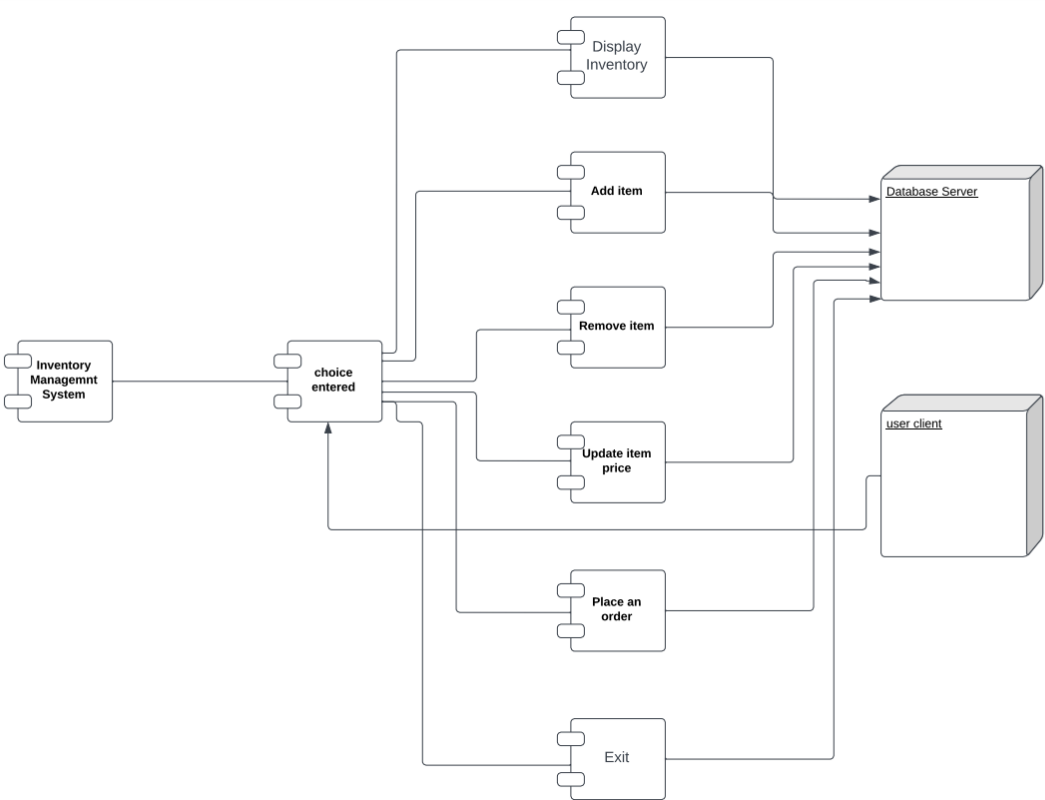 Display
Inventory
Add item
Database Server
Remove item
Inventory
Managemnt
System
choice
entered
user client
Update item
price
Place an
order
Exit